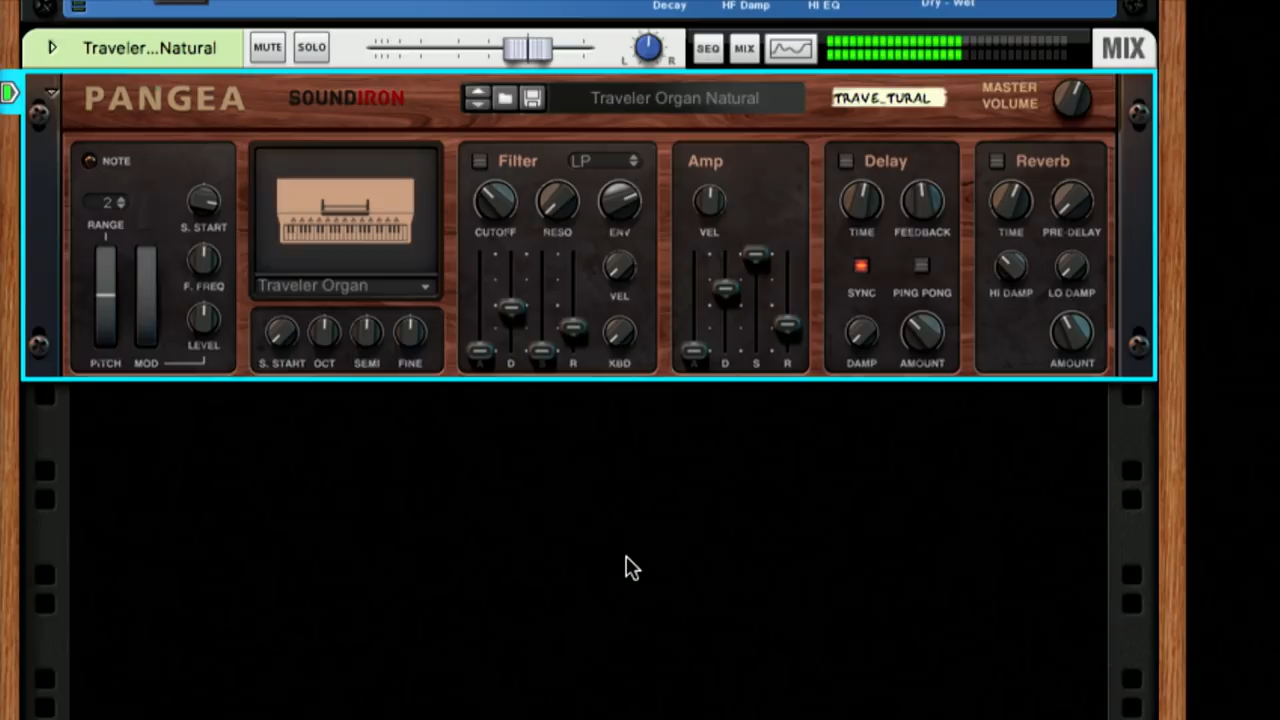 Decay HF Damp HI EQ Dry - Wet
Traveler...Natural MUTE SOLO L R SEQ MIX MIX
PANGEA SOUNDIRON Traveler Organ Natural TRAVE_TURAL MASTER VOLUME
NOTE Filter LP Amp Delay Reverb
2
RANGE S. START CUTOFF RESO ENV VEL TIME FEEDBACK TIME PRE-DELAY
F. FREQ Traveler Organ VEL SYNC PING PONG HI DAMP LO DAMP
LEVEL
PITCH MOD S. START OCT SEMI FINE A D S R KBD A D S R DAMP AMOUNT AMOUNT